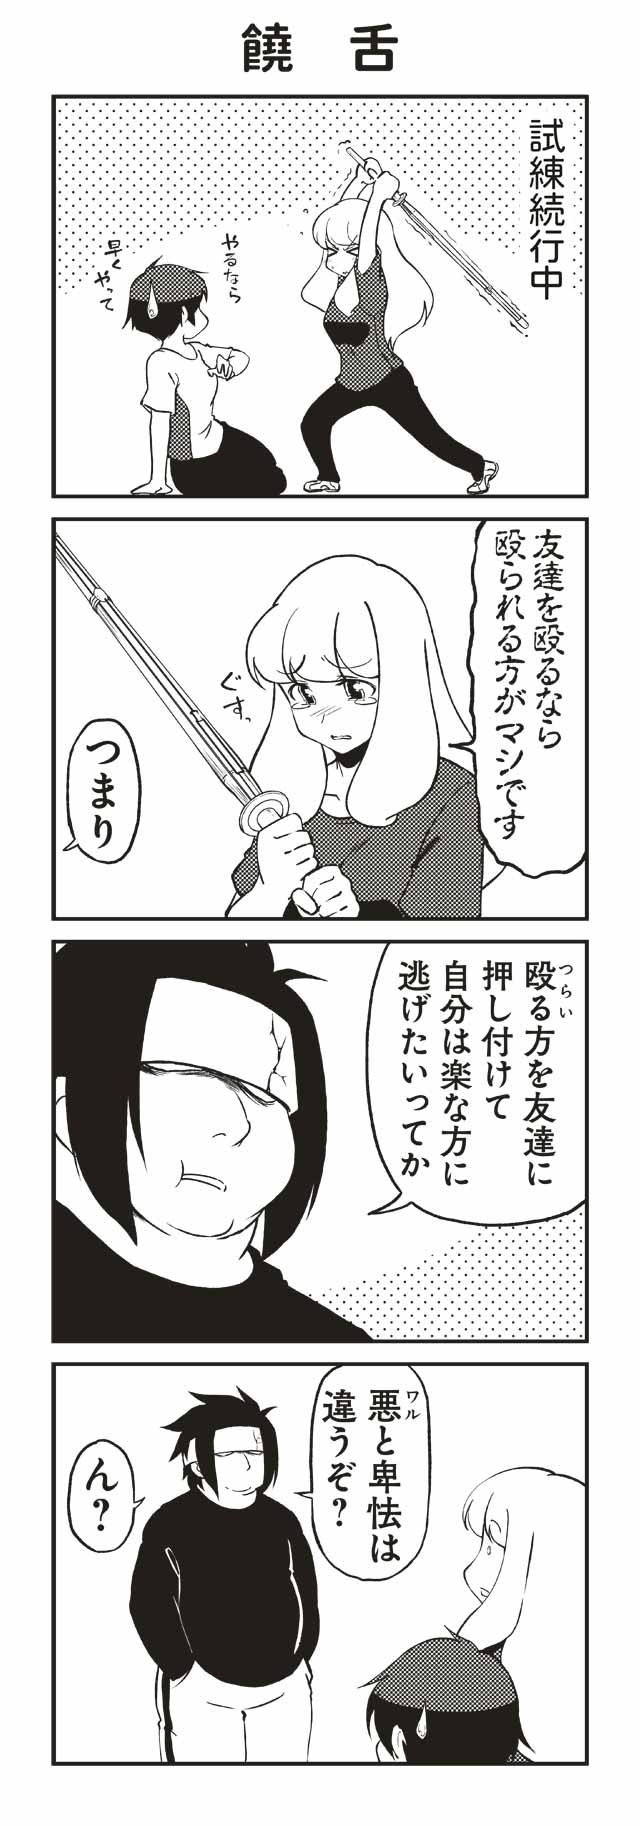 饒舌
試練続行中
やるなら
早く
やって
友達を殴るなら
殴られる方がマシです
ぐすっ
つまり
殴る方を友達に
つらい
押し付けて
自分は楽な方に
逃げたいってか
悪と卑怯は
ワル
違うぞ?
ん?